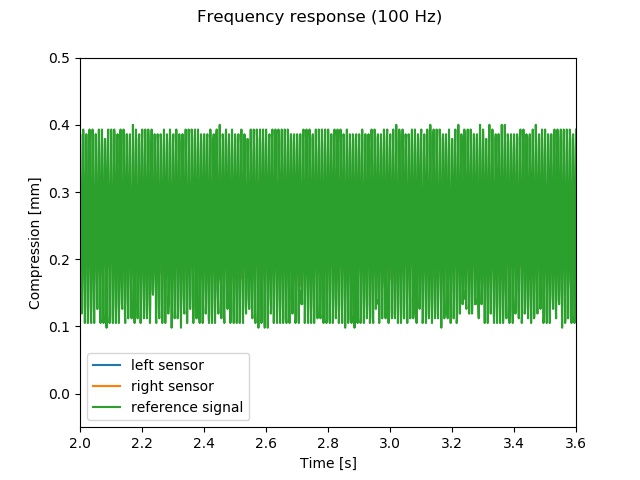 Frequency response (100 Hz)
0.5
0.4
0.3
0.2
0.1
0.0
Compression [mm]
left sensor
right sensor
reference signal
2.0 2.2 2.4 2.6 2.8 3.0 3.2 3.4 3.6
Time [s]